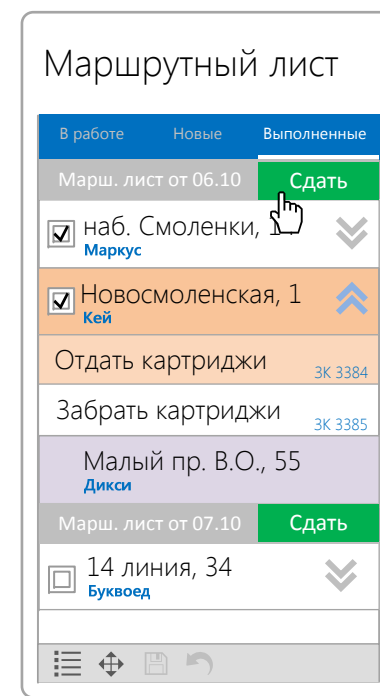 Маршрутный лист
В работе Новые Выполненные
Марш. лист от 06.10 Сдать
наб. Смоленки,
Маркус
Новосмоленская, 1
Кей
Отдать картриджи ЗК 3384
Забрать картриджи ЗК 3385
Малый пр. В.О., 55
Дикси
Марш. лист от 07.10 Сдать
14 линия, 34
Буквоед